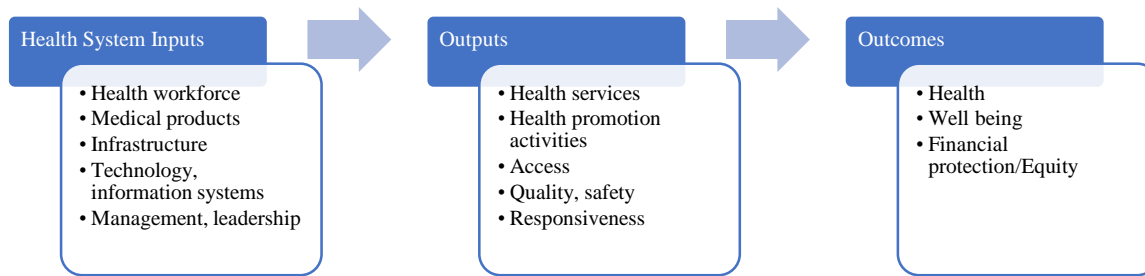 Health System Inputs
• Health workforce
• Medical products
• Infrastructure
• Technology,
information systems
• Management, leadership
Outputs
• Health services
• Health promotion
activities
• Access
• Quality, safety
• Responsiveness
Outcomes
• Health
• Well being
• Financial
protection/Equity